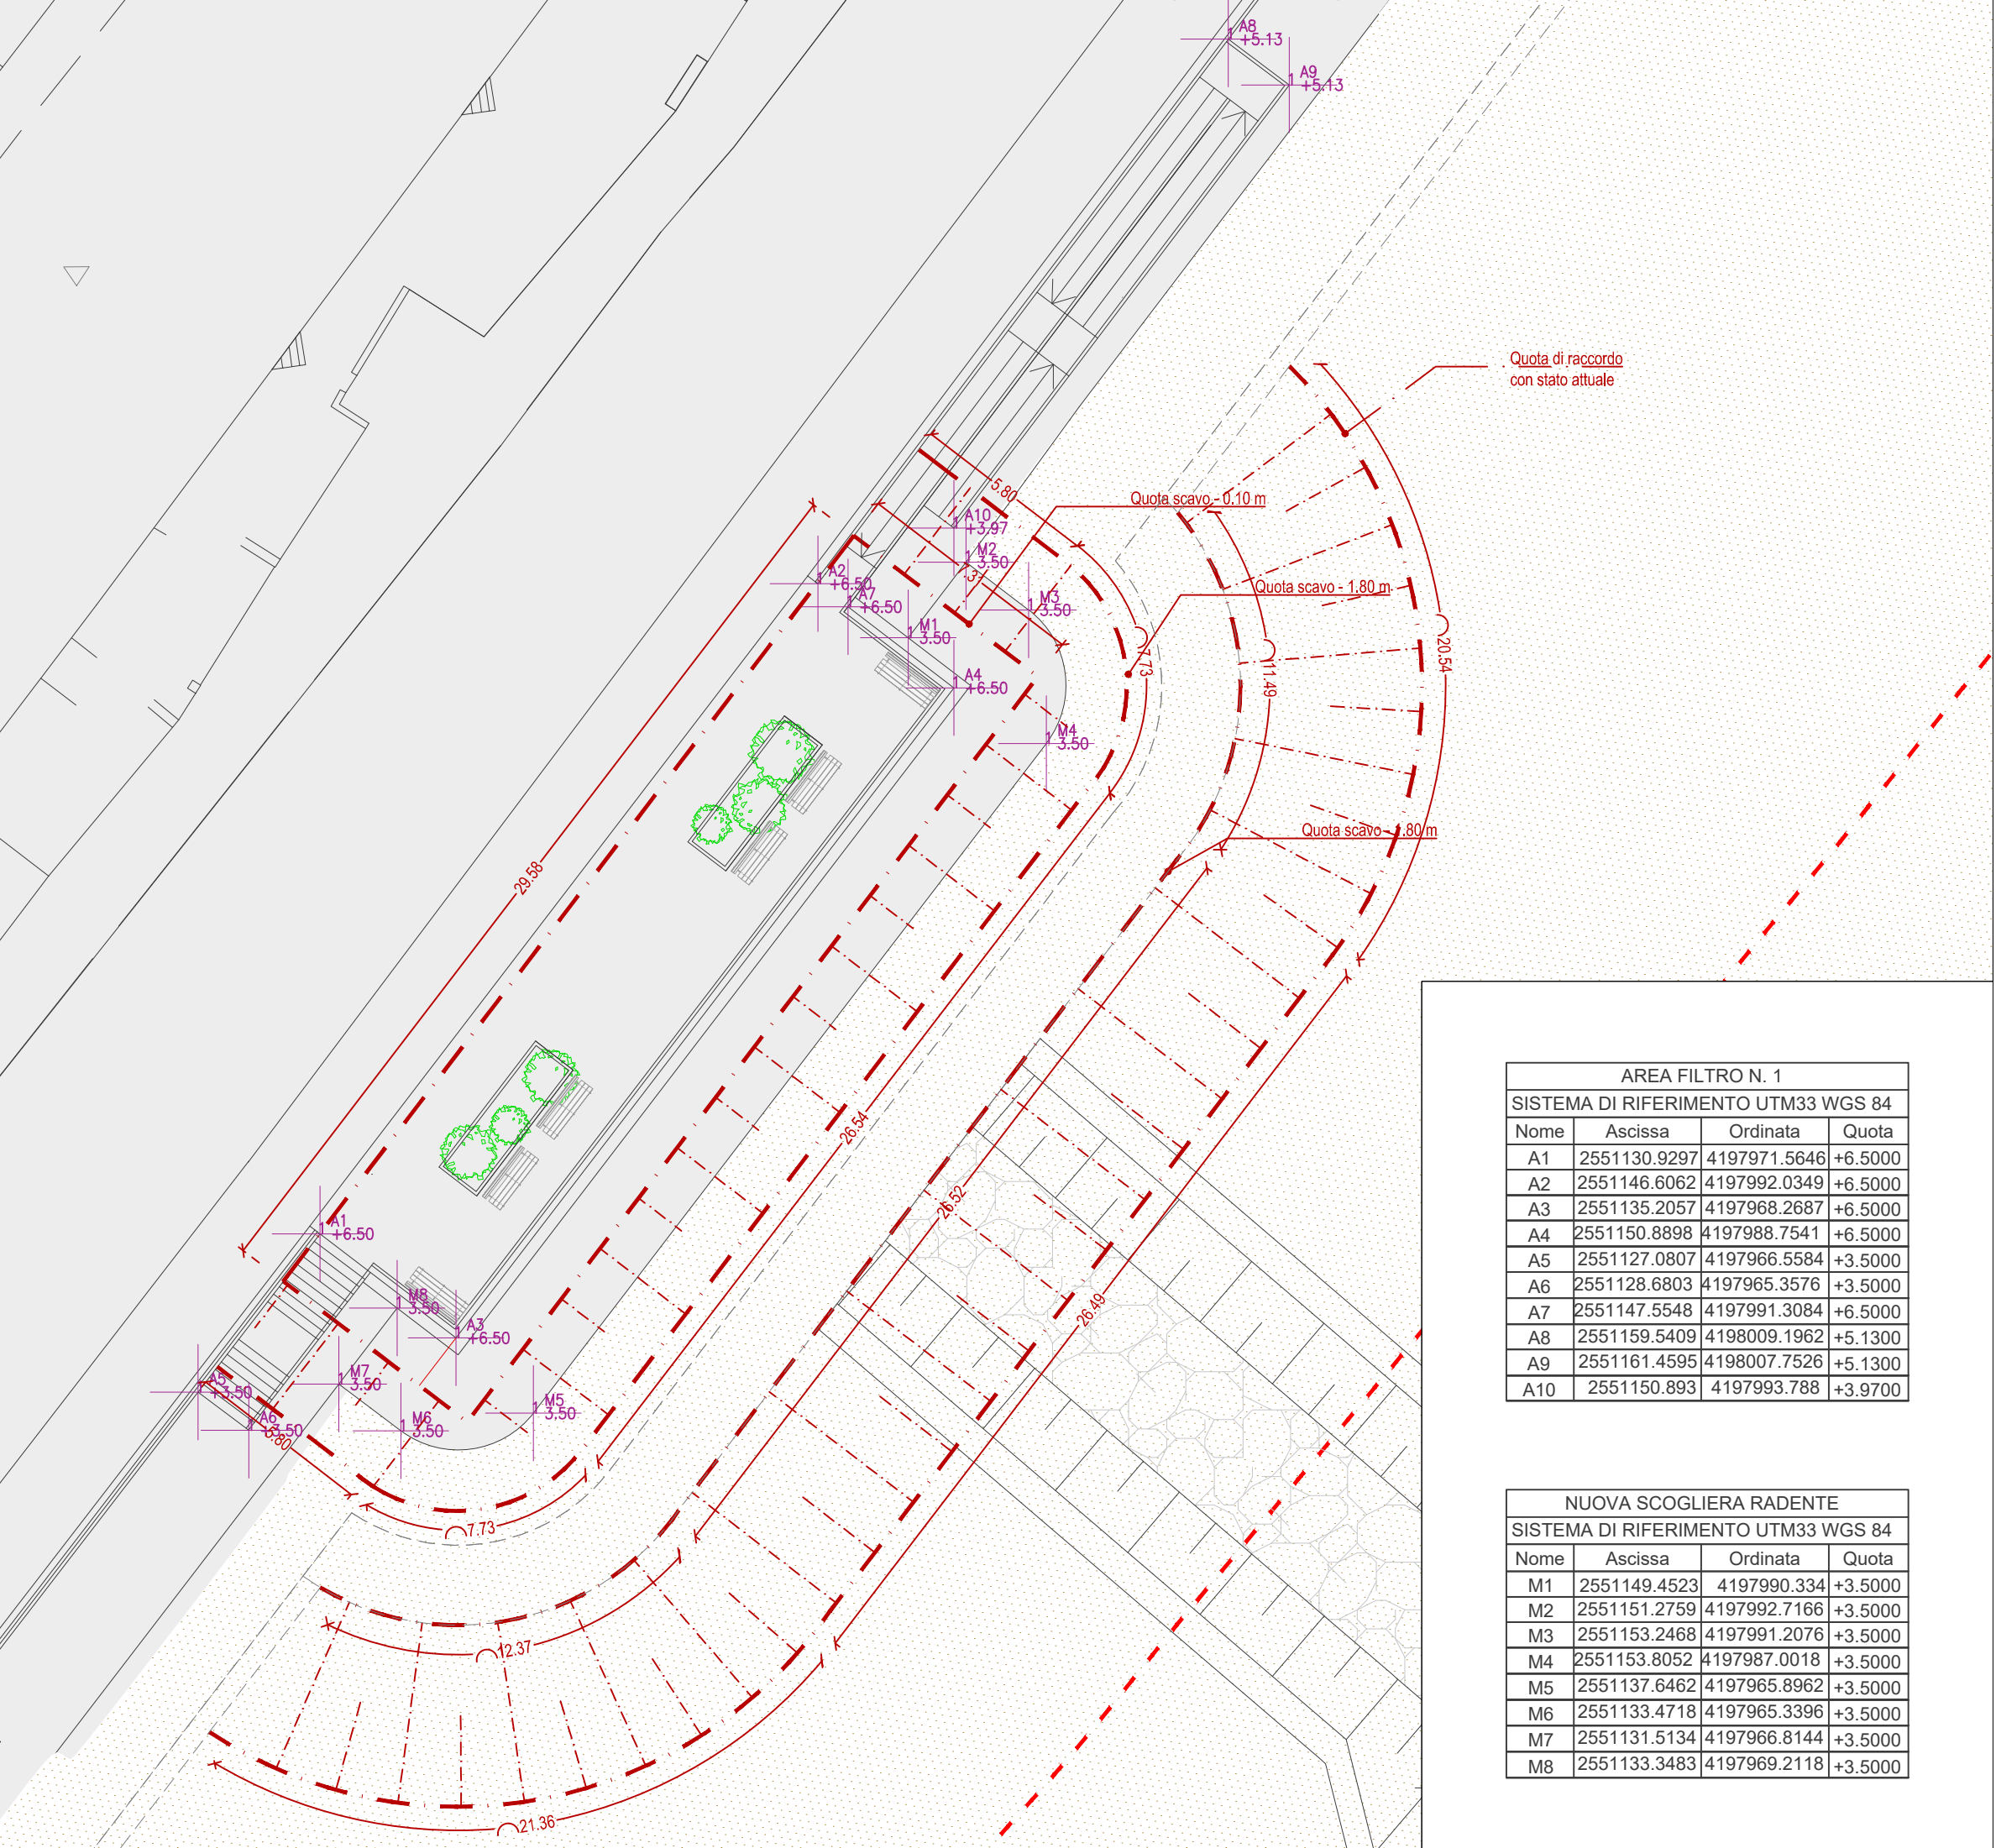 A8
+5.13
A9
+5.13
Quota di raccordo
con stato attuale
5.80
Quota scavo - 0.10 m
A10
+3.97
M2
3.50
A2
+6.50
Quota scavo - 1.80 m
A7
+6.50
M3
3.50
M1
3.50
7.73
11.49
20.54
A4
+6.50
M4
3.50
29.58
26.54
26.52
26.49
A1
+6.50
M8
3.50
A3
+6.50
A5
+3.50
M7
3.50
M5
3.50
A6
+3.50
M6
3.50
5.80
7.73
12.37
21.36
AREA FILTRO N. 1
SISTEMA DI RIFERIMENTO UTM33 WGS 84
Nome Ascissa Ordinata Quota
A1 2551130.9297 4197971.5646 +6.5000
A2 2551146.6062 4197992.0349 +6.5000
A3 2551135.2057 4197968.2687 +6.5000
A4 2551150.8898 4197988.7541 +6.5000
A5 2551127.0807 4197966.5584 +3.5000
A6 2551128.6803 4197965.3576 +3.5000
A7 2551147.5548 4197991.3084 +6.5000
A8 2551159.5409 4198009.1962 +5.1300
A9 2551161.4595 4198007.7526 +5.1300
A10 2551150.893 4197993.788 +3.9700
NUOVA SCOGLIERA RADENTE
SISTEMA DI RIFERIMENTO UTM33 WGS 84
Nome Ascissa Ordinata Quota
M1 2551149.4523 4197990.334 +3.5000
M2 2551151.2759 4197992.7166 +3.5000
M3 2551153.2468 4197991.2076 +3.5000
M4 2551153.8052 4197987.0018 +3.5000
M5 2551137.6462 4197965.8962 +3.5000
M6 2551133.4718 4197965.3396 +3.5000
M7 2551131.5134 4197966.8144 +3.5000
M8 2551133.3483 4197969.2118 +3.5000